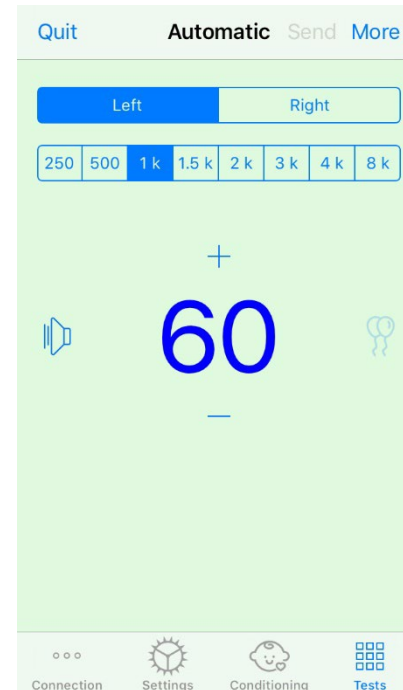 Quit Automatic Send More
Left Right
250 500 1 k 1.5 k 2 k 3 k 4 k 8 k
+
60
−
Connection Settings Conditioning Tests